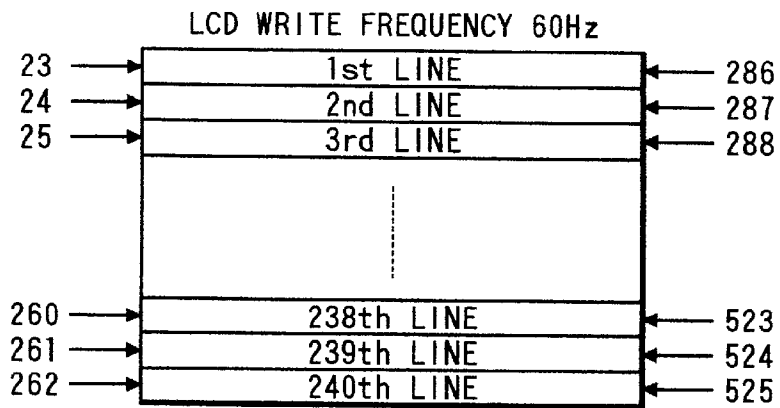 LCD WRITE FREQUENCY 60Hz
23 1st LINE 286
24 2nd LINE 287
25 3rd LINE 288
260 238th LINE 523
261 239th LINE 524
262 240th LINE 525